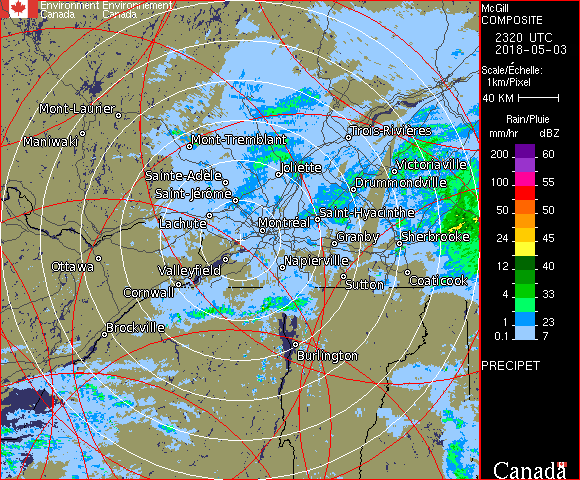 Environment Environnement
Canada Canada
McGill
COMPOSITE
2320 UTC
2018-05-03
Scale/Échelle:
1km/Pixel
40 KM
Rain/Pluie
mm/hr dBZ
200 60
100 55
50 50
24 45
12 40
4 33
1 23
0.1 7
PRECIPET
Canada
Mont-Laurier
Maniwaki
Mont-Tremblant
Trois-Rivières
Joliette
Victoriaville
Sainte-Adèle
Drummondville
Saint-Jérôme
Saint-Hyacinthe
Lachute
Montréal
Granby
Sherbrooke
Ottawa
Valleyfield
Napierville
Cornwall
Sutton
Coaticook
Brockville
Burlington